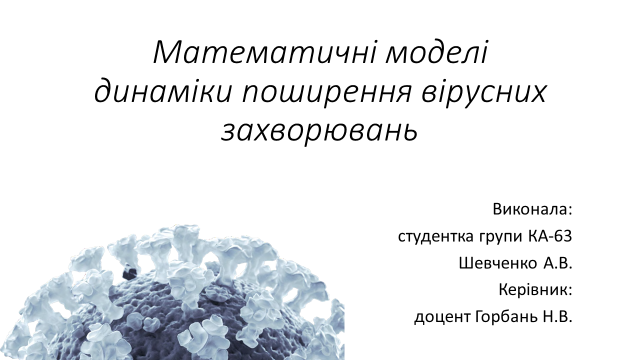 Математичні моделі
динаміки поширення вірусних
захворювань
Виконала:
студентка групи КА-63
Шевченко А.В.
Керівник:
доцент Горбань Н.В.